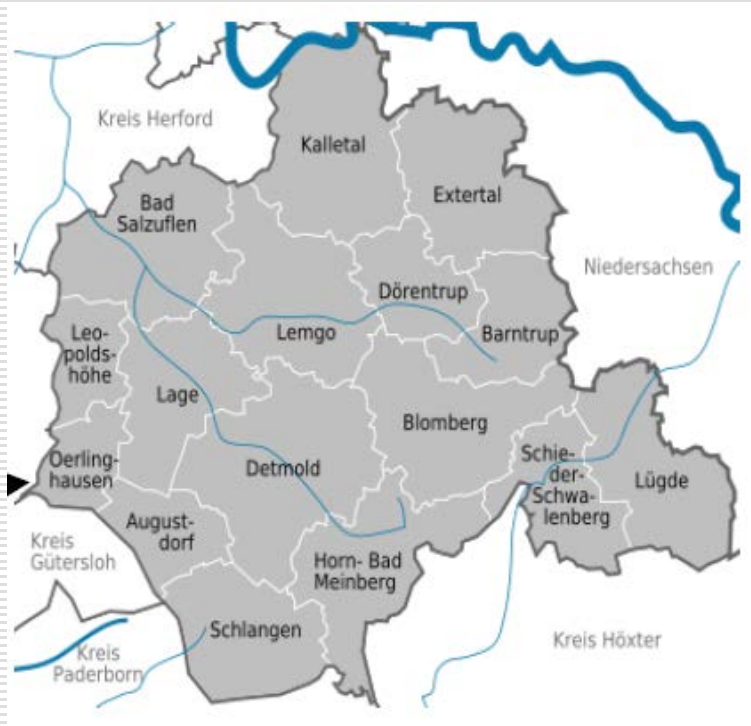 Kreis Herford
Kalletal
Extertal
Bad
Salzuflen
Niedersachsen
Dörentrup
Leo-
polds-
höhe
Lemgo
Barntrup
Lage
Blomberg
Oerling-
hausen
Detmold
Schie-
der-
Schwa-
lenberg
Lügde
August-
dorf
Kreis
Gütersloh
Horn- Bad
Meinberg
Schlangen
Kreis Höxter
Kreis
Paderborn